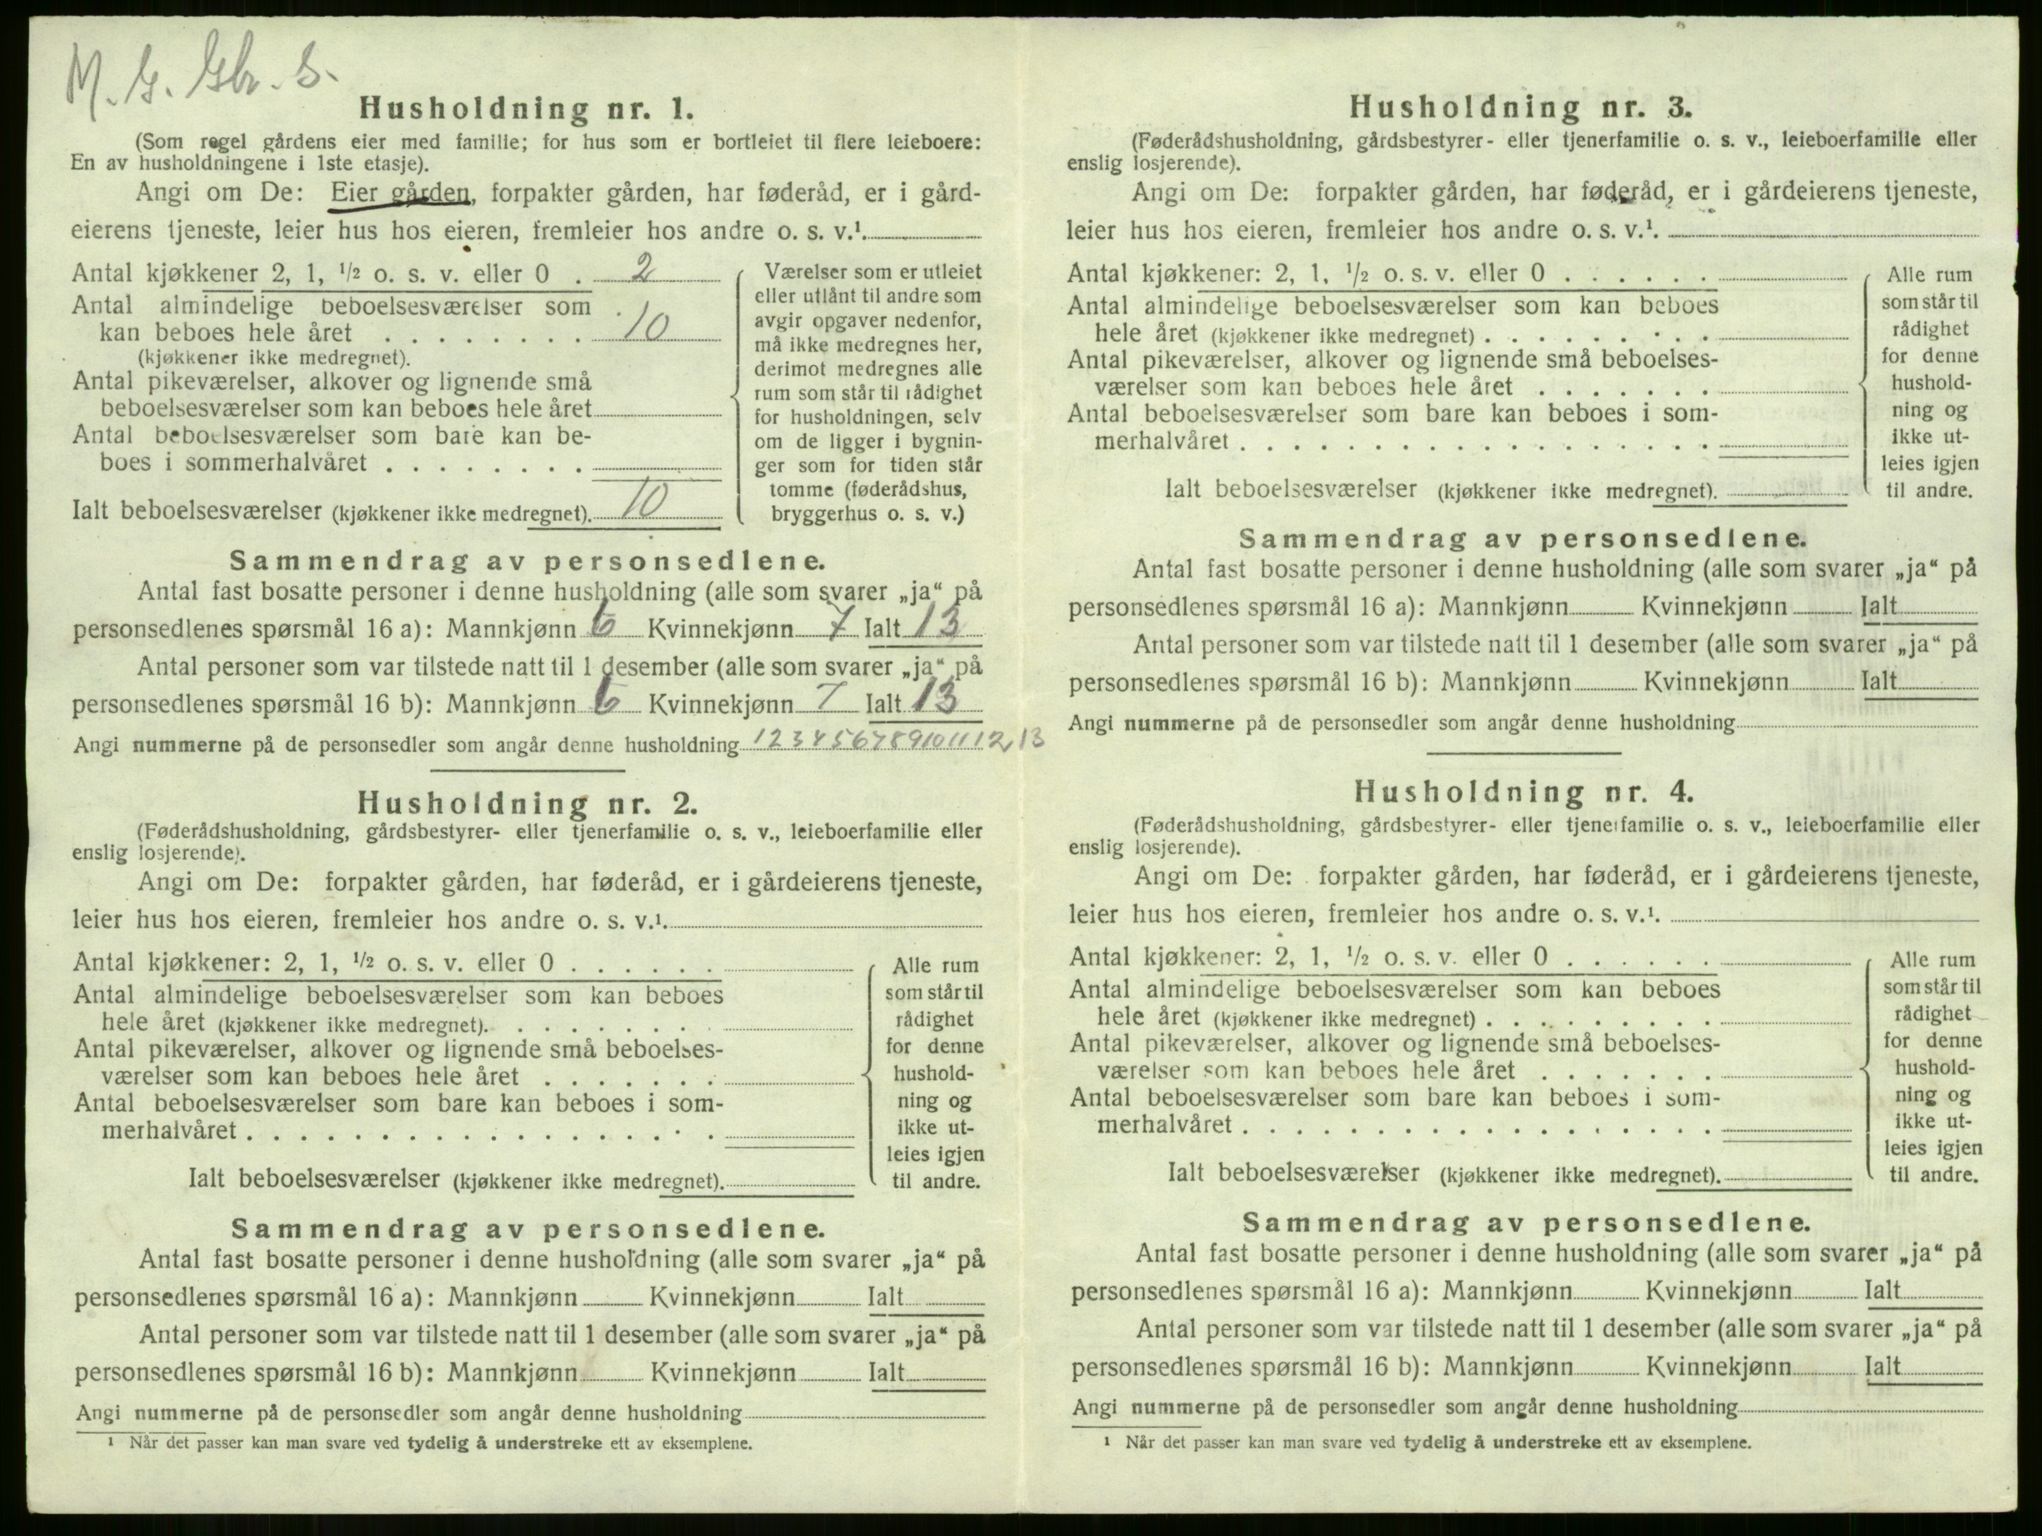 M. G. Gbr. S.
Husholdning nr. 1.
(Som regel gårdens eier med familie; for hus som er bortleiet til flere leieboere:
En av husholdningene i 1ste etasje).
Angi om De: Eier gården, forpakter gården, har føderåd, er i gård-
eierens tjeneste, leier hus hos eieren, fremleier hos andre o. s. v.¹.
Antal kjøkkener 2, 1, ½ o. s. v. eller 0 . 2
Antal almindelige beboelsesværelser som
kan beboes hele året . . . . . . . . 10
(kjøkkener ikke medregnet).
Antal pikeværelser, alkover og lignende små
beboelsesværelser som kan beboes hele året
Antal beboelsesværelser som bare kan be-
boes i sommerhalvåret . . . . . . . .
Ialt beboelsesværelser (kjøkkener ikke medregnet). 10
Værelser som er utleiet
eller utlånt til andre som
avgir opgaver nedenfor,
må ikke medregnes her,
derimot medregnes alle
rum som står til rådighet
for husholdningen, selv
om de ligger i bygnin-
ger som for tiden står
tomme (føderådshus,
bryggerhus o. s. v.)
Sammendrag av personsedlene.
Antal fast bosatte personer i denne husholdning (alle som svarer „ja“ på
personsedlenes spørsmål 16 a): Mannkjønn 6 Kvinnekjønn 7 Ialt 13
Antal personer som var tilstede natt til 1 desember (alle som svarer „ja“ på
personsedlenes spørsmål 16 b): Mannkjønn 6 Kvinnekjønn 7 Ialt 13
Angi nummerne på de personsedler som angår denne husholdning 1 2 3 4 5 6 7 8 9 10 11 12, 13
Husholdning nr. 2.
(Føderådshusholdning, gårdsbestyrer- eller tjenerfamilie o. s. v., leieboerfamilie eller
enslig losjerende).
Angi om De: forpakter gården, har føderåd, er i gårdeierens tjeneste,
leier hus hos eieren, fremleier hos andre o. s. v.¹.
Antal kjøkkener: 2, 1, ½ o. s. v. eller 0 . . . . . .
Antal almindelige beboelsesværelser som kan beboes
hele året (kjøkkener ikke medregnet). . . . . . . . .
Antal pikeværelser, alkover og lignende små beboelses-
værelser som kan beboes hele året . . . . . . .
Antal beboelsesværelser som bare kan beboes i som-
merhalvåret . . . . . . . . . . . . . . . . . .
Ialt beboelsesværelser (kjøkkener ikke medregnet).
Alle rum
som står til
rådighet
for denne
hushold-
ning og
ikke ut-
leies igjen
til andre.
Sammendrag av personsedlene.
Antal fast bosatte personer i denne husholdning (alle som svarer „ja“ på
personsedlenes spørsmål 16 a): Mannkjønn Kvinnekjønn Ialt
Antal personer som var tilstede natt til 1 desember (alle som svarer „ja“ på
personsedlenes spørsmål 16 b): Mannkjønn Kvinnekjønn Ialt
Angi nummerne på de personsedler som angår denne husholdning
¹ Når det passer kan man svare ved tydelig å understreke ett av eksemplene.
Husholdning nr. 3.
(Føderådshusholdning, gårdsbestyrer- eller tjenerfamilie o. s. v., leieboerfamilie eller
enslig losjerende).
Angi om De: forpakter gården, har føderåd, er i gårdeierens tjeneste,
leier hus hos eieren, fremleier hos andre o. s. v.¹.
Antal kjøkkener: 2, 1, ½ o. s. v. eller 0 . . . . . .
Antal almindelige beboelsesværelser som kan beboes
hele året (kjøkkener ikke medregnet) . . . . . . . . .
Antal pikeværelser, alkover og lignende små beboelses-
værelser som kan beboes hele året . . . . . . .
Antal beboelsesværelser som bare kan beboes i som-
merhalvåret . . . . . . . . . . . . . . . . . .
Ialt beboelsesværelser (kjøkkener ikke medregnet).
Alle rum
som står til
rådighet
for denne
hushold-
ning og
ikke ut-
leies igjen
til andre.
Sammendrag av personsedlene.
Antal fast bosatte personer i denne husholdning (alle som svarer „ja“ på
personsedlenes spørsmål 16 a): Mannkjønn Kvinnekjønn Ialt
Antal personer som var tilstede natt til 1 desember (alle som svarer „ja“ på
personsedlenes spørsmål 16 b): Mannkjønn Kvinnekjønn Ialt
Angi nummerne på de personsedler som angår denne husholdning
Husholdning nr. 4.
(Føderådshusholdning, gårdsbestyrer- eller tjenerfamilie o. s. v., leieboerfamilie eller
enslig losjerende).
Angi om De: forpakter gården, har føderåd, er i gårdeierens tjeneste,
leier hus hos eieren, fremleier hos andre o. s. v.¹.
Antal kjøkkener: 2, 1, ½ o. s. v. eller 0 . . . . . .
Antal almindelige beboelsesværelser som kan beboes
hele året (kjøkkener ikke medregnet) . . . . . . . . .
Antal pikeværelser, alkover og lignende små beboelses-
værelser som kan beboes hele året . . . . . . .
Antal beboelsesværelser som bare kan beboes i som-
merhalvåret . . . . . . . . . . . . . . . . . .
Ialt beboelsesværelser (kjøkkener ikke medregnet).
Alle rum
som står til
rådighet
for denne
hushold-
ning og
ikke ut-
leies igjen
til andre.
Sammendrag av personsedlene.
Antal fast bosatte personer i denne husholdning (alle som svarer „ja“ på
personsedlenes spørsmål 16 a): Mannkjønn Kvinnekjønn Ialt
Antal personer som var tilstede natt til 1 desember (alle som svarer „ja“ på
personsedlenes spørsmål 16 b): Mannkjønn Kvinnekjønn Ialt
Angi nummerne på de personsedler som angår denne husholdning
¹ Når det passer kan man svare ved tydelig å understreke ett av eksemplene.